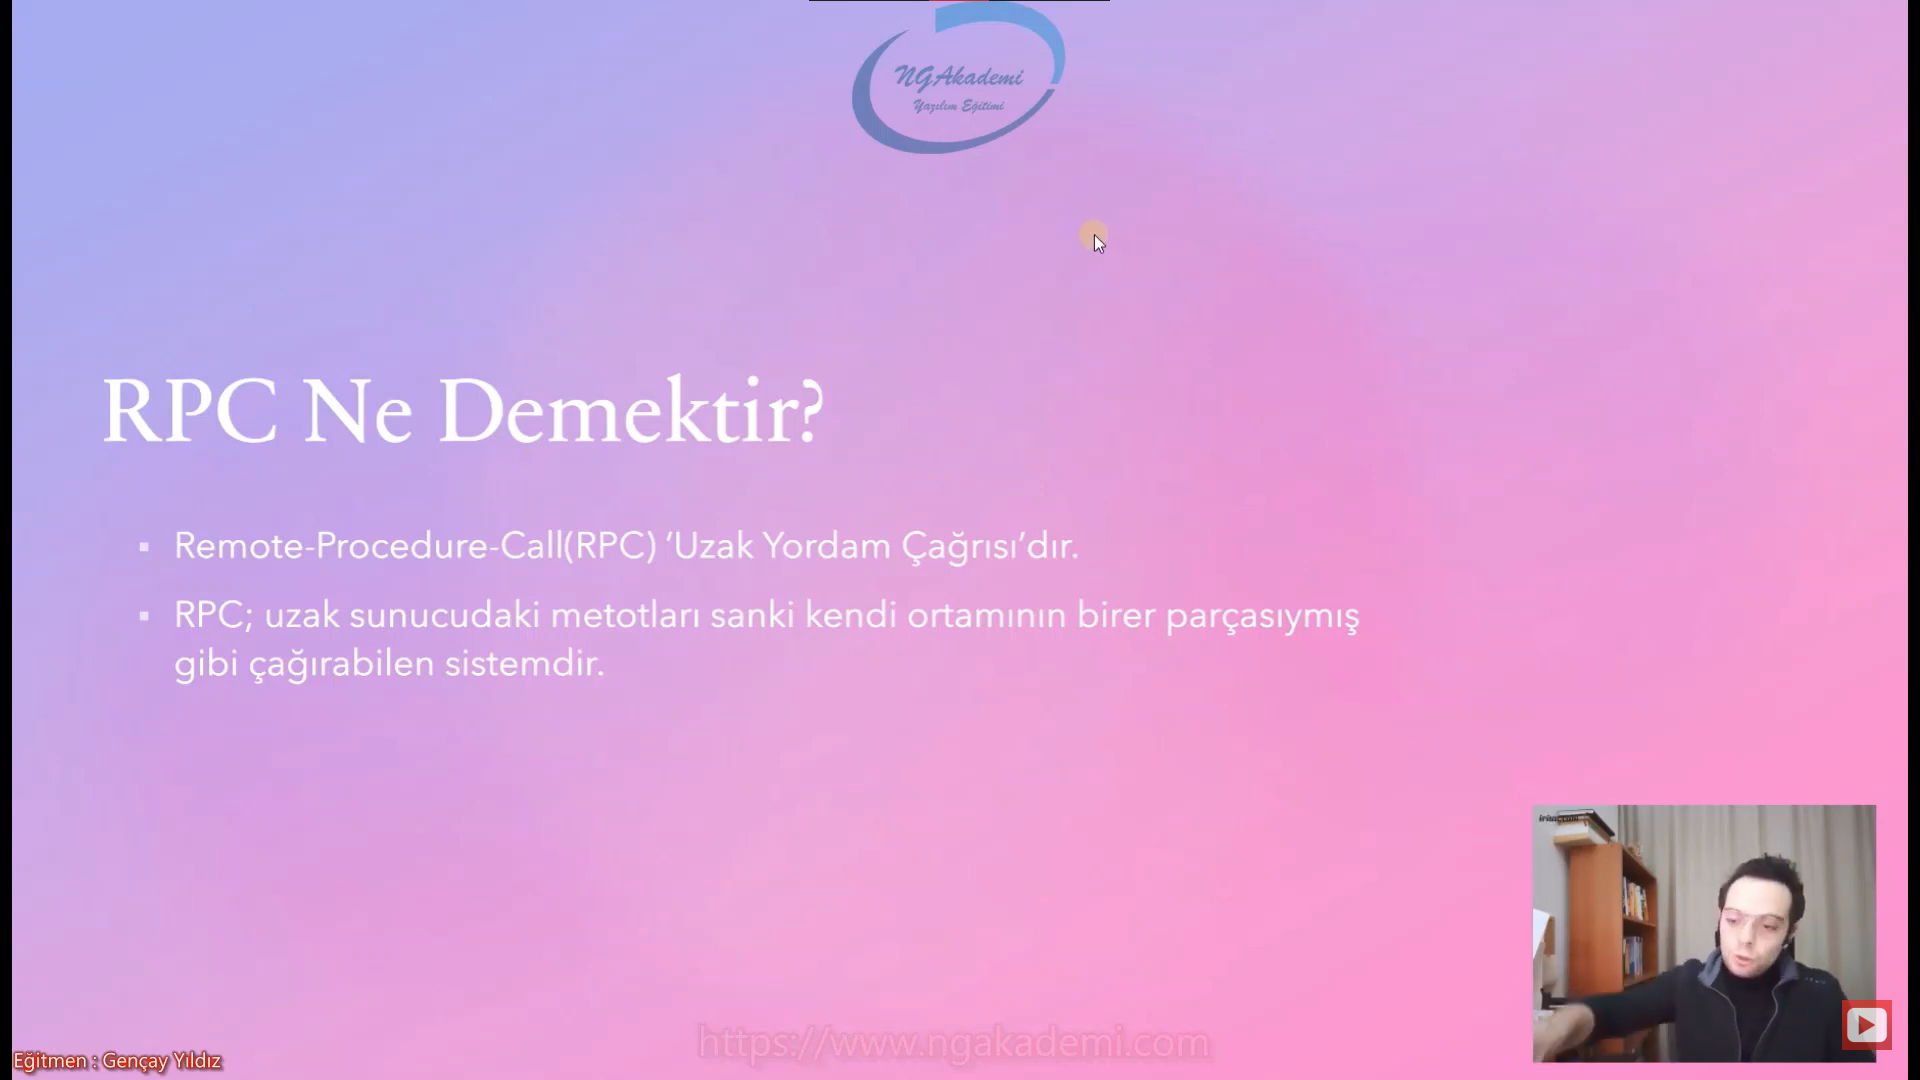 NGAkademi
Yazılım Eğitimi
RPC Ne Demektir?
Remote-Procedure-Call(RPC) ‘Uzak Yordam Çağrısı’dır.
RPC; uzak sunucudaki metotları sanki kendi ortamının birer parçasıymış
gibi çağırabilen sistemdir.
https://www.ngakademi.com
Eğitmen : Gençay Yıldız